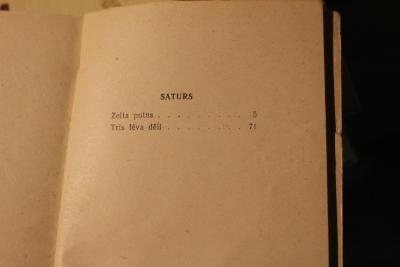 SATURS
Zelta putns . . . . . . . . . 5
Trīs tēva dēli . . . . . . . . 71